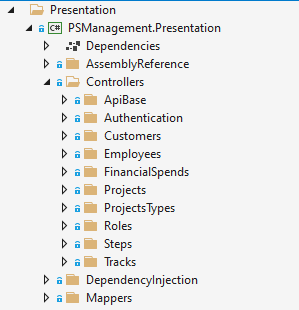 Presentation
C# PSManagement.Presentation
Dependencies
AssemblyReference
Controllers
ApiBase
Authentication
Customers
Employees
FinancialSpends
Projects
ProjectsTypes
Roles
Steps
Tracks
DependencyInjection
Mappers